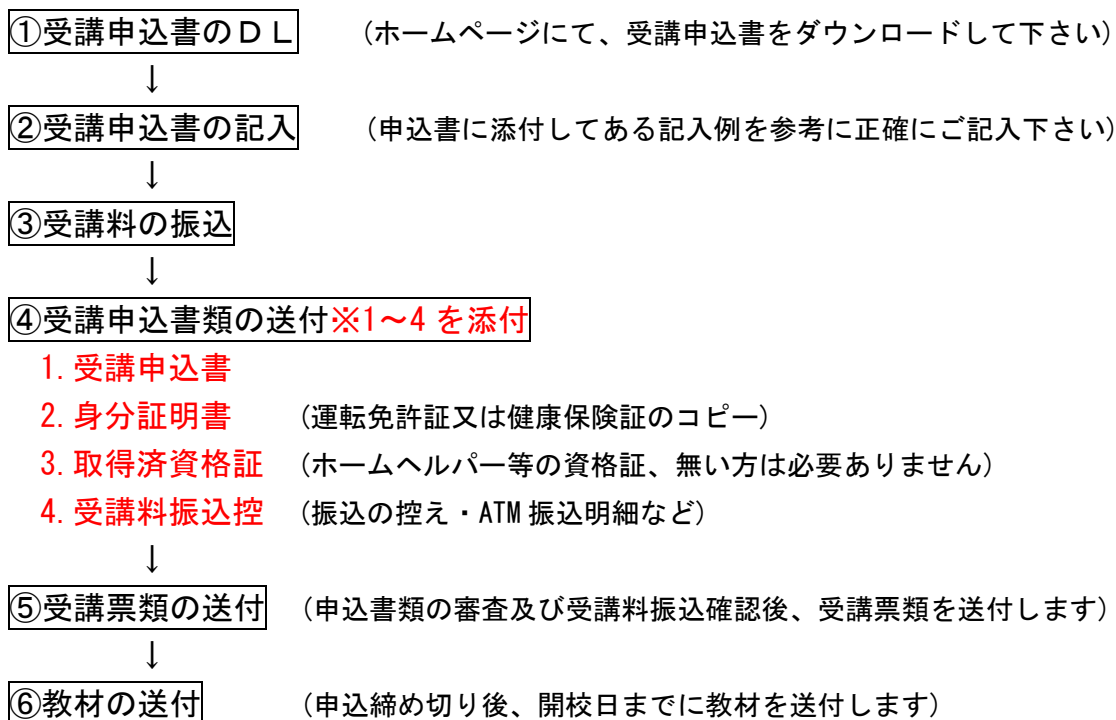 ①受講申込書のＤＬ (ホームページにて、受講申込書をダウンロードして下さい)
↓
②受講申込書の記入 (申込書に添付してある記入例を参考に正確にご記入下さい)
↓
③受講料の振込
↓
④受講申込書類の送付※1～4を添付
1.受講申込書
2.身分証明書 (運転免許証又は健康保険証のコピー)
3.取得済資格証 (ホームヘルパー等の資格証、無い方は必要ありません)
4.受講料振込控 (振込の控え・ATM振込明細など)
↓
⑤受講票類の送付 (申込書類の審査及び受講料振込確認後、受講票類を送付します)
↓
⑥教材の送付 (申込締め切り後、開校日までに教材を送付します)